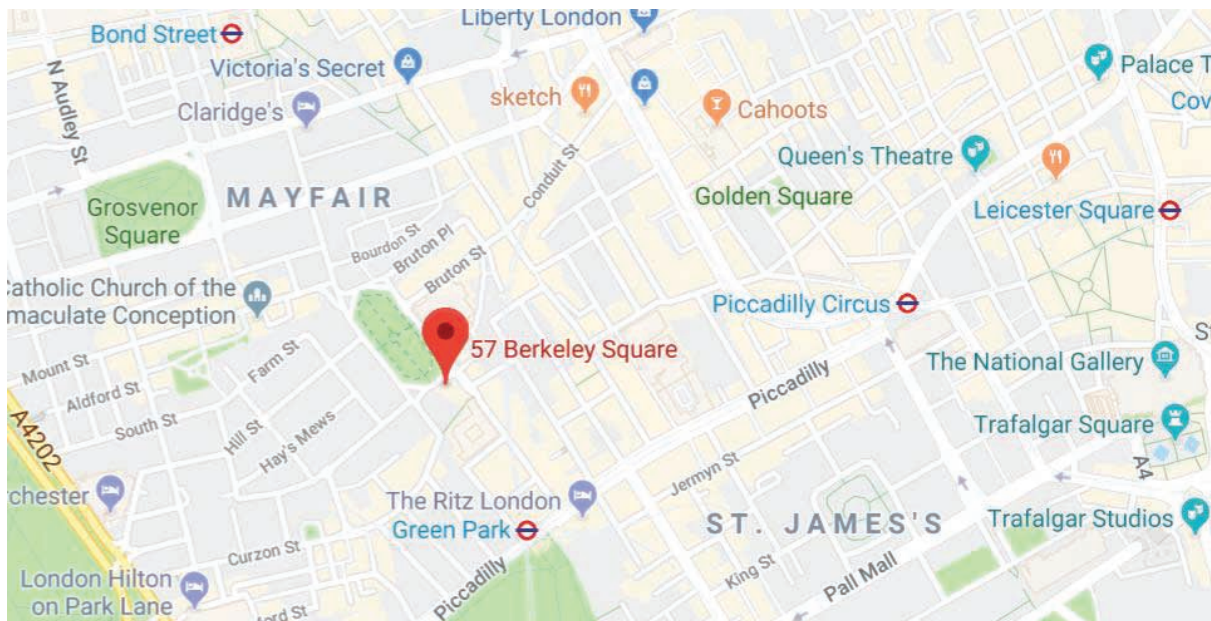 Liberty London
Bond Street
Victoria's Secret
N Audley St
Claridge's
sketch
Cahoots
Palace T
Cov
Queen's Theatre
Conduit St
MAYFAIR
Golden Square
Leicester Square
Grosvenor
Square
Bourdon St
Bruton Pl
Bruton St
Catholic Church of the
maculate Conception
Piccadilly Circus
St
57 Berkeley Square
Mount St
Farm St
The National Gallery
Aldford St
Piccadilly
South St
Hill St
Hay's Mews
Trafalgar Square
A4202
A4
Jermyn St
rchester
The Ritz London
Green Park
ST. JAMES'S
Trafalgar Studios
Curzon St
King St
Pall Mall
London Hilton
on Park Lane
Piccadilly
ford St